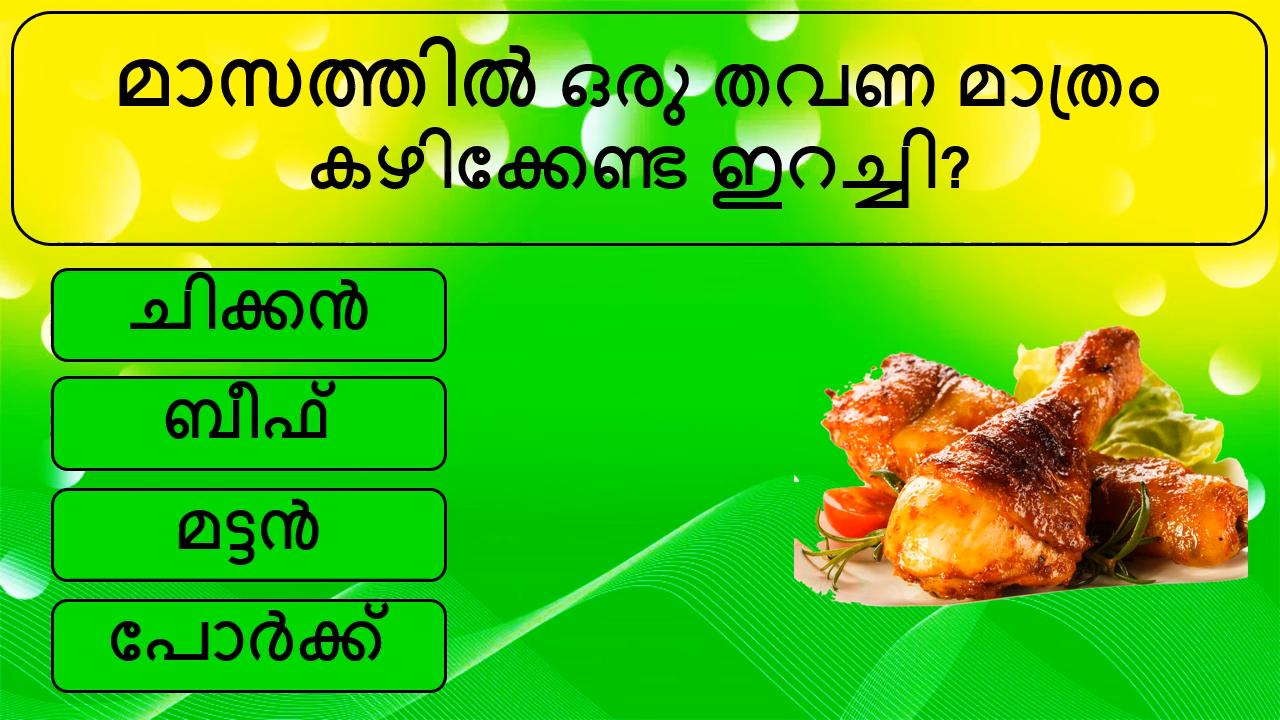 മാസത്തിൽ ഒരു തവണ മാത്രം
കഴിക്കേണ്ട ഇറച്ചി?
ചിക്കൻ
ബീഫ്
മട്ടൻ
പോർക്ക്